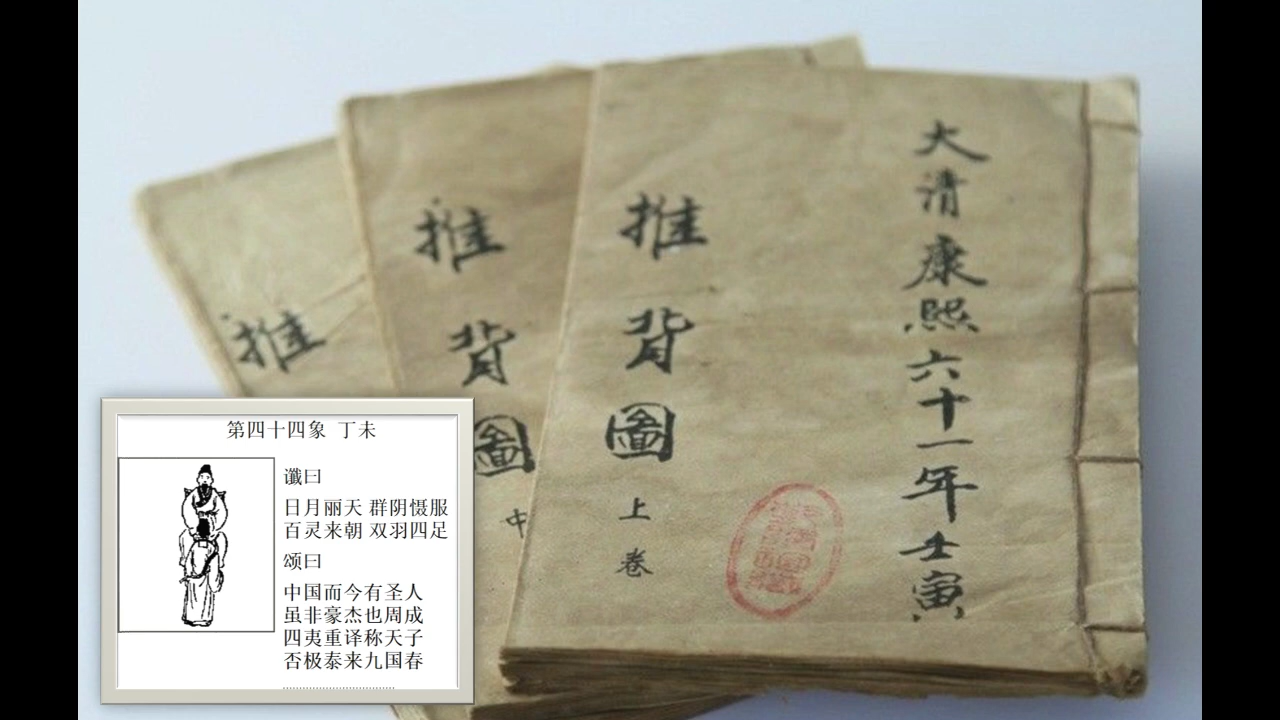 大清康熙六十一年壬寅
推背圖
上卷
推背圖
中
推
第四十四象 丁未
谶曰
日月丽天 群阴慑服
百灵来朝 双羽四足
颂曰
中国而今有圣人
虽非豪杰也周成
四夷重译称天子
否极泰来九国春